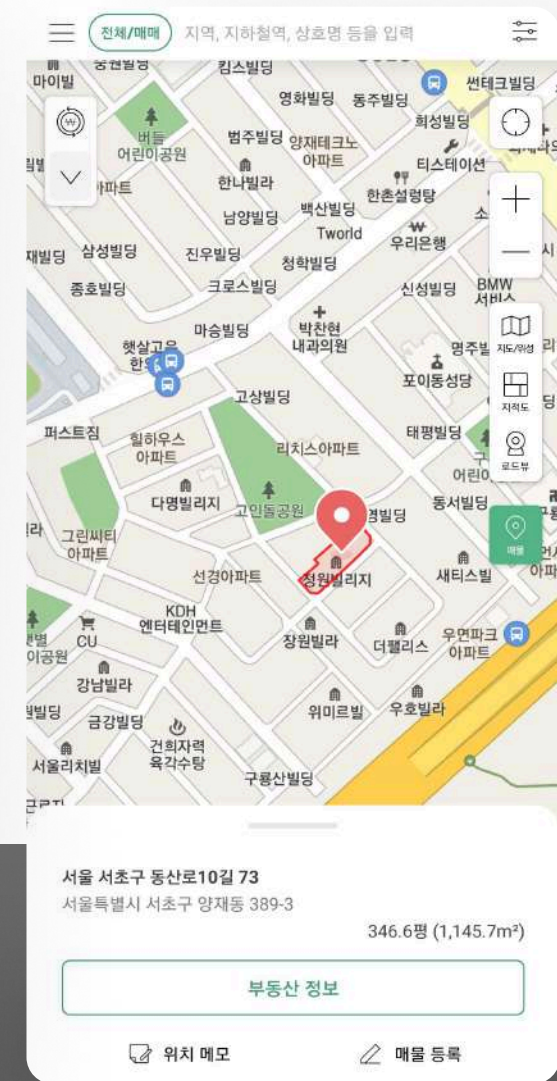 전체/매매
지역, 지하철역, 상호명 등을 입력
중원빌딩
킴스빌딩
마이빌
썬테크빌딩
영화빌딩
동주빌딩
희성빌딩
버들
어린이공원
범주빌딩
양재테크노
아파트
티스테이션
아파트
한나빌라
한촌설렁탕
남양빌딩
백산빌딩
Tworld
우리은행
삼성빌딩
진우빌딩
청학빌딩
종호빌딩
크로스빌딩
신성빌딩
BMW
서비스
마승빌딩
박찬현
내과의원
햇살고운
지도/위성
포이동성당
지적도
고상빌딩
퍼스트짐
힐하우스
아파트
리치스아파트
태평빌딩
로드뷰
다명빌리지
고인돌공원
동서빌딩
매물
그린씨티
아파트
선경아파트
정원빌리지
새티스빌
KDH
엔터테인먼트
CU
장원빌라
더팰리스
우면파크
아파트
강남빌라
위미르빌
우호빌라
금강빌딩
건희자력
육각수탕
서울리치빌
구룡산빌딩
서울 서초구 동산로10길 73
서울특별시 서초구 양재동 389-3
346.6평 (1,145.7m²)
부동산 정보
위치 메모
매물 등록